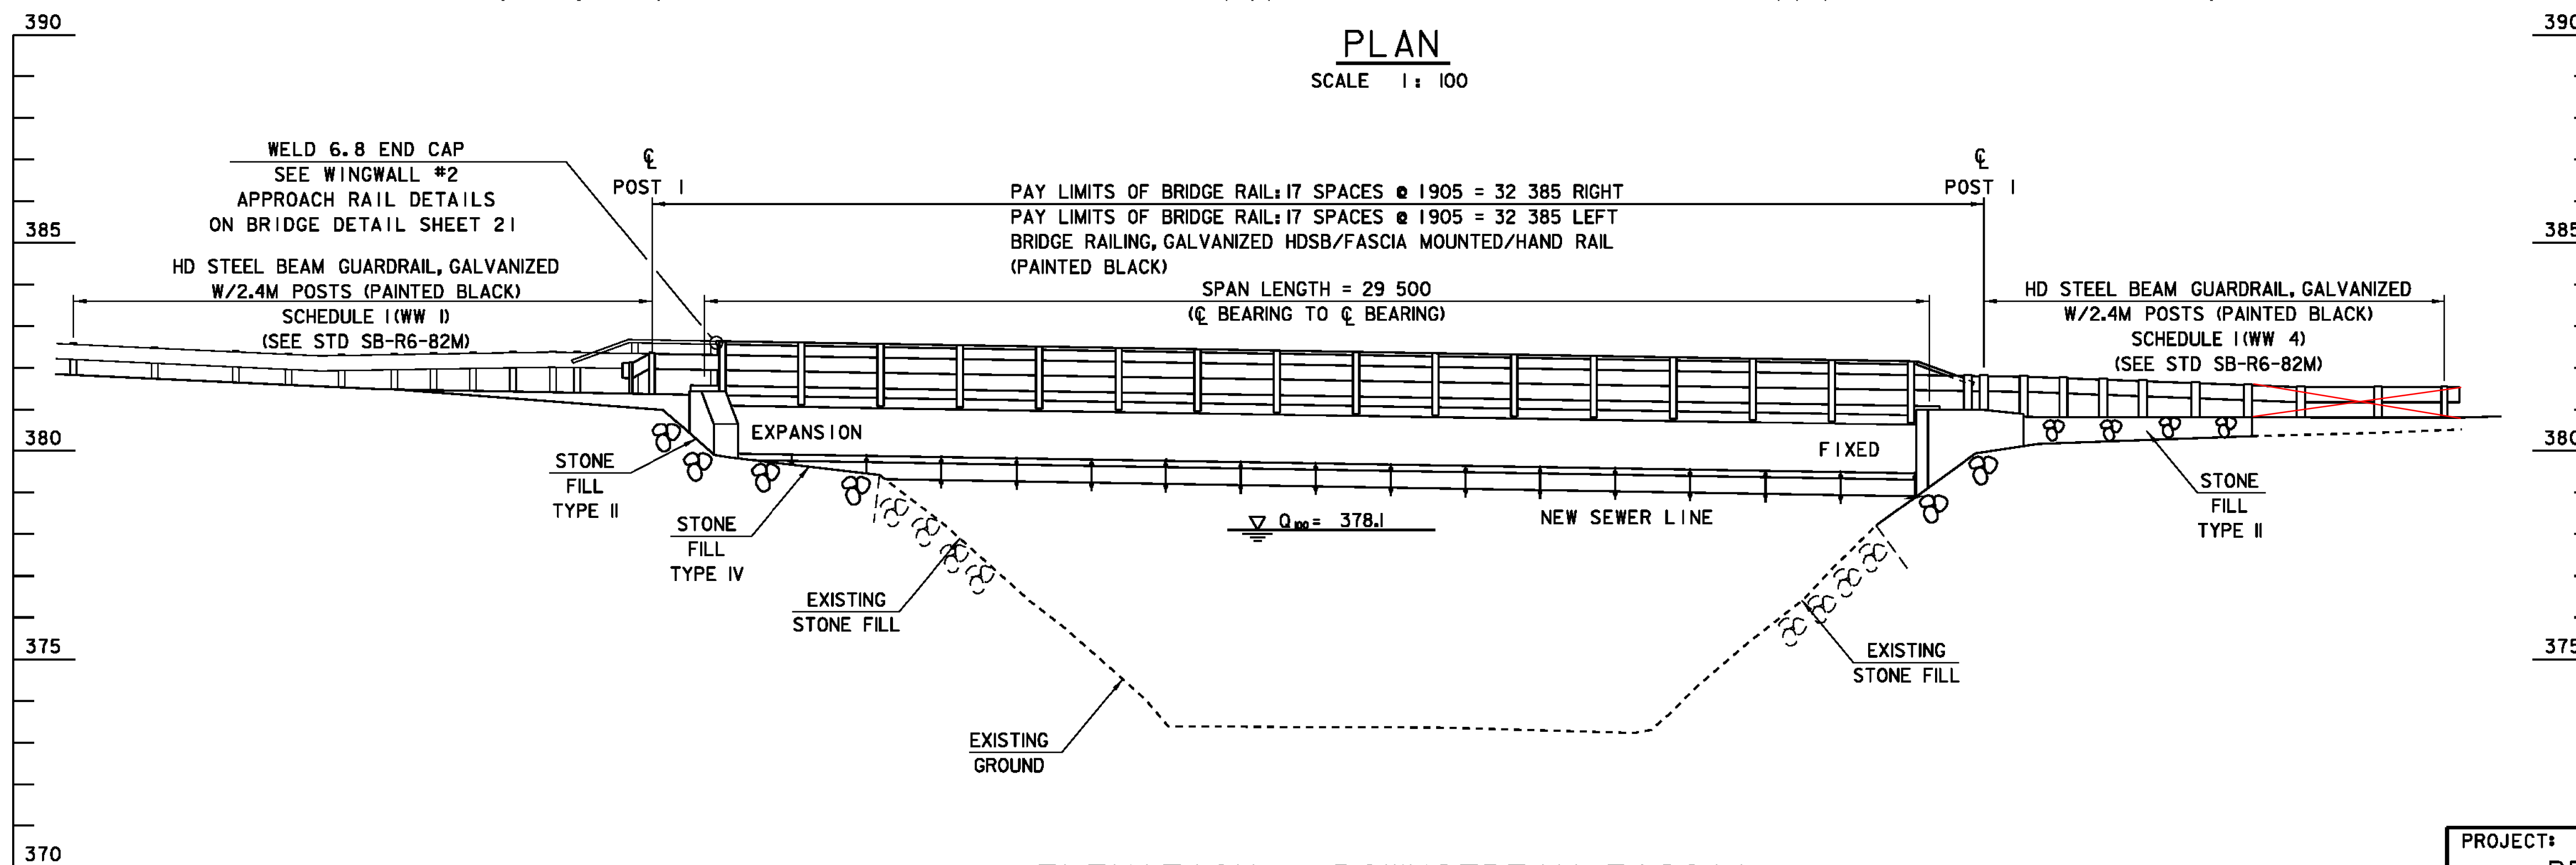 390
390
PLAN
SCALE 1: 100
WELD 6.8 END CAP
SEE WINGWALL #2
APPROACH RAIL DETAILS
ON BRIDGE DETAIL SHEET 21
℄
POST 1
PAY LIMITS OF BRIDGE RAIL: 17 SPACES @ 1905 = 32 385 RIGHT
PAY LIMITS OF BRIDGE RAIL: 17 SPACES @ 1905 = 32 385 LEFT
BRIDGE RAILING, GALVANIZED HDSB/FASCIA MOUNTED/HAND RAIL
(PAINTED BLACK)
℄
POST 1
385
385
HD STEEL BEAM GUARDRAIL, GALVANIZED
W/2.4M POSTS (PAINTED BLACK)
SCHEDULE 1 (WW 1)
(SEE STD SB-R6-82M)
SPAN LENGTH = 29 500
(℄ BEARING TO ℄ BEARING)
HD STEEL BEAM GUARDRAIL, GALVANIZED
W/2.4M POSTS (PAINTED BLACK)
SCHEDULE 1 (WW 4)
(SEE STD SB-R6-82M)
380
380
EXPANSION
FIXED
STONE
FILL
TYPE II
STONE
FILL
TYPE IV
Q100 = 378.1
NEW SEWER LINE
STONE
FILL
TYPE II
EXISTING
STONE FILL
EXISTING
STONE FILL
375
375
EXISTING
GROUND
370
PROJECT: